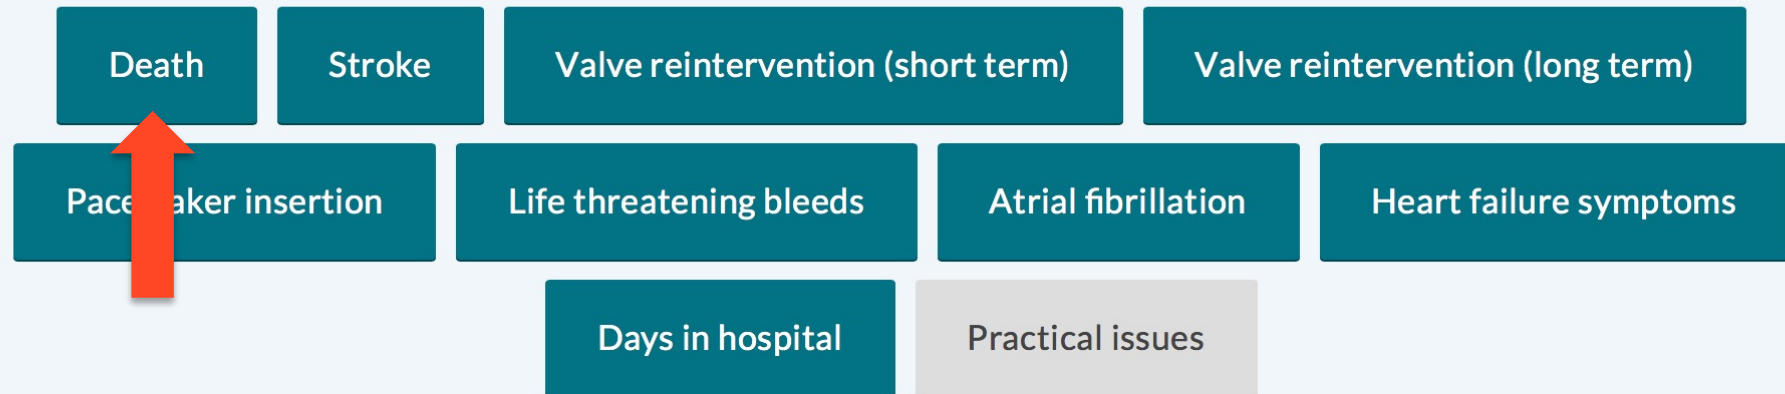 Death Stroke Valve reintervention (short term) Valve reintervention (long term)
insertion Life threatening bleeds Atrial fibrillation Heart failure symptoms
Days in hospital Practical issues